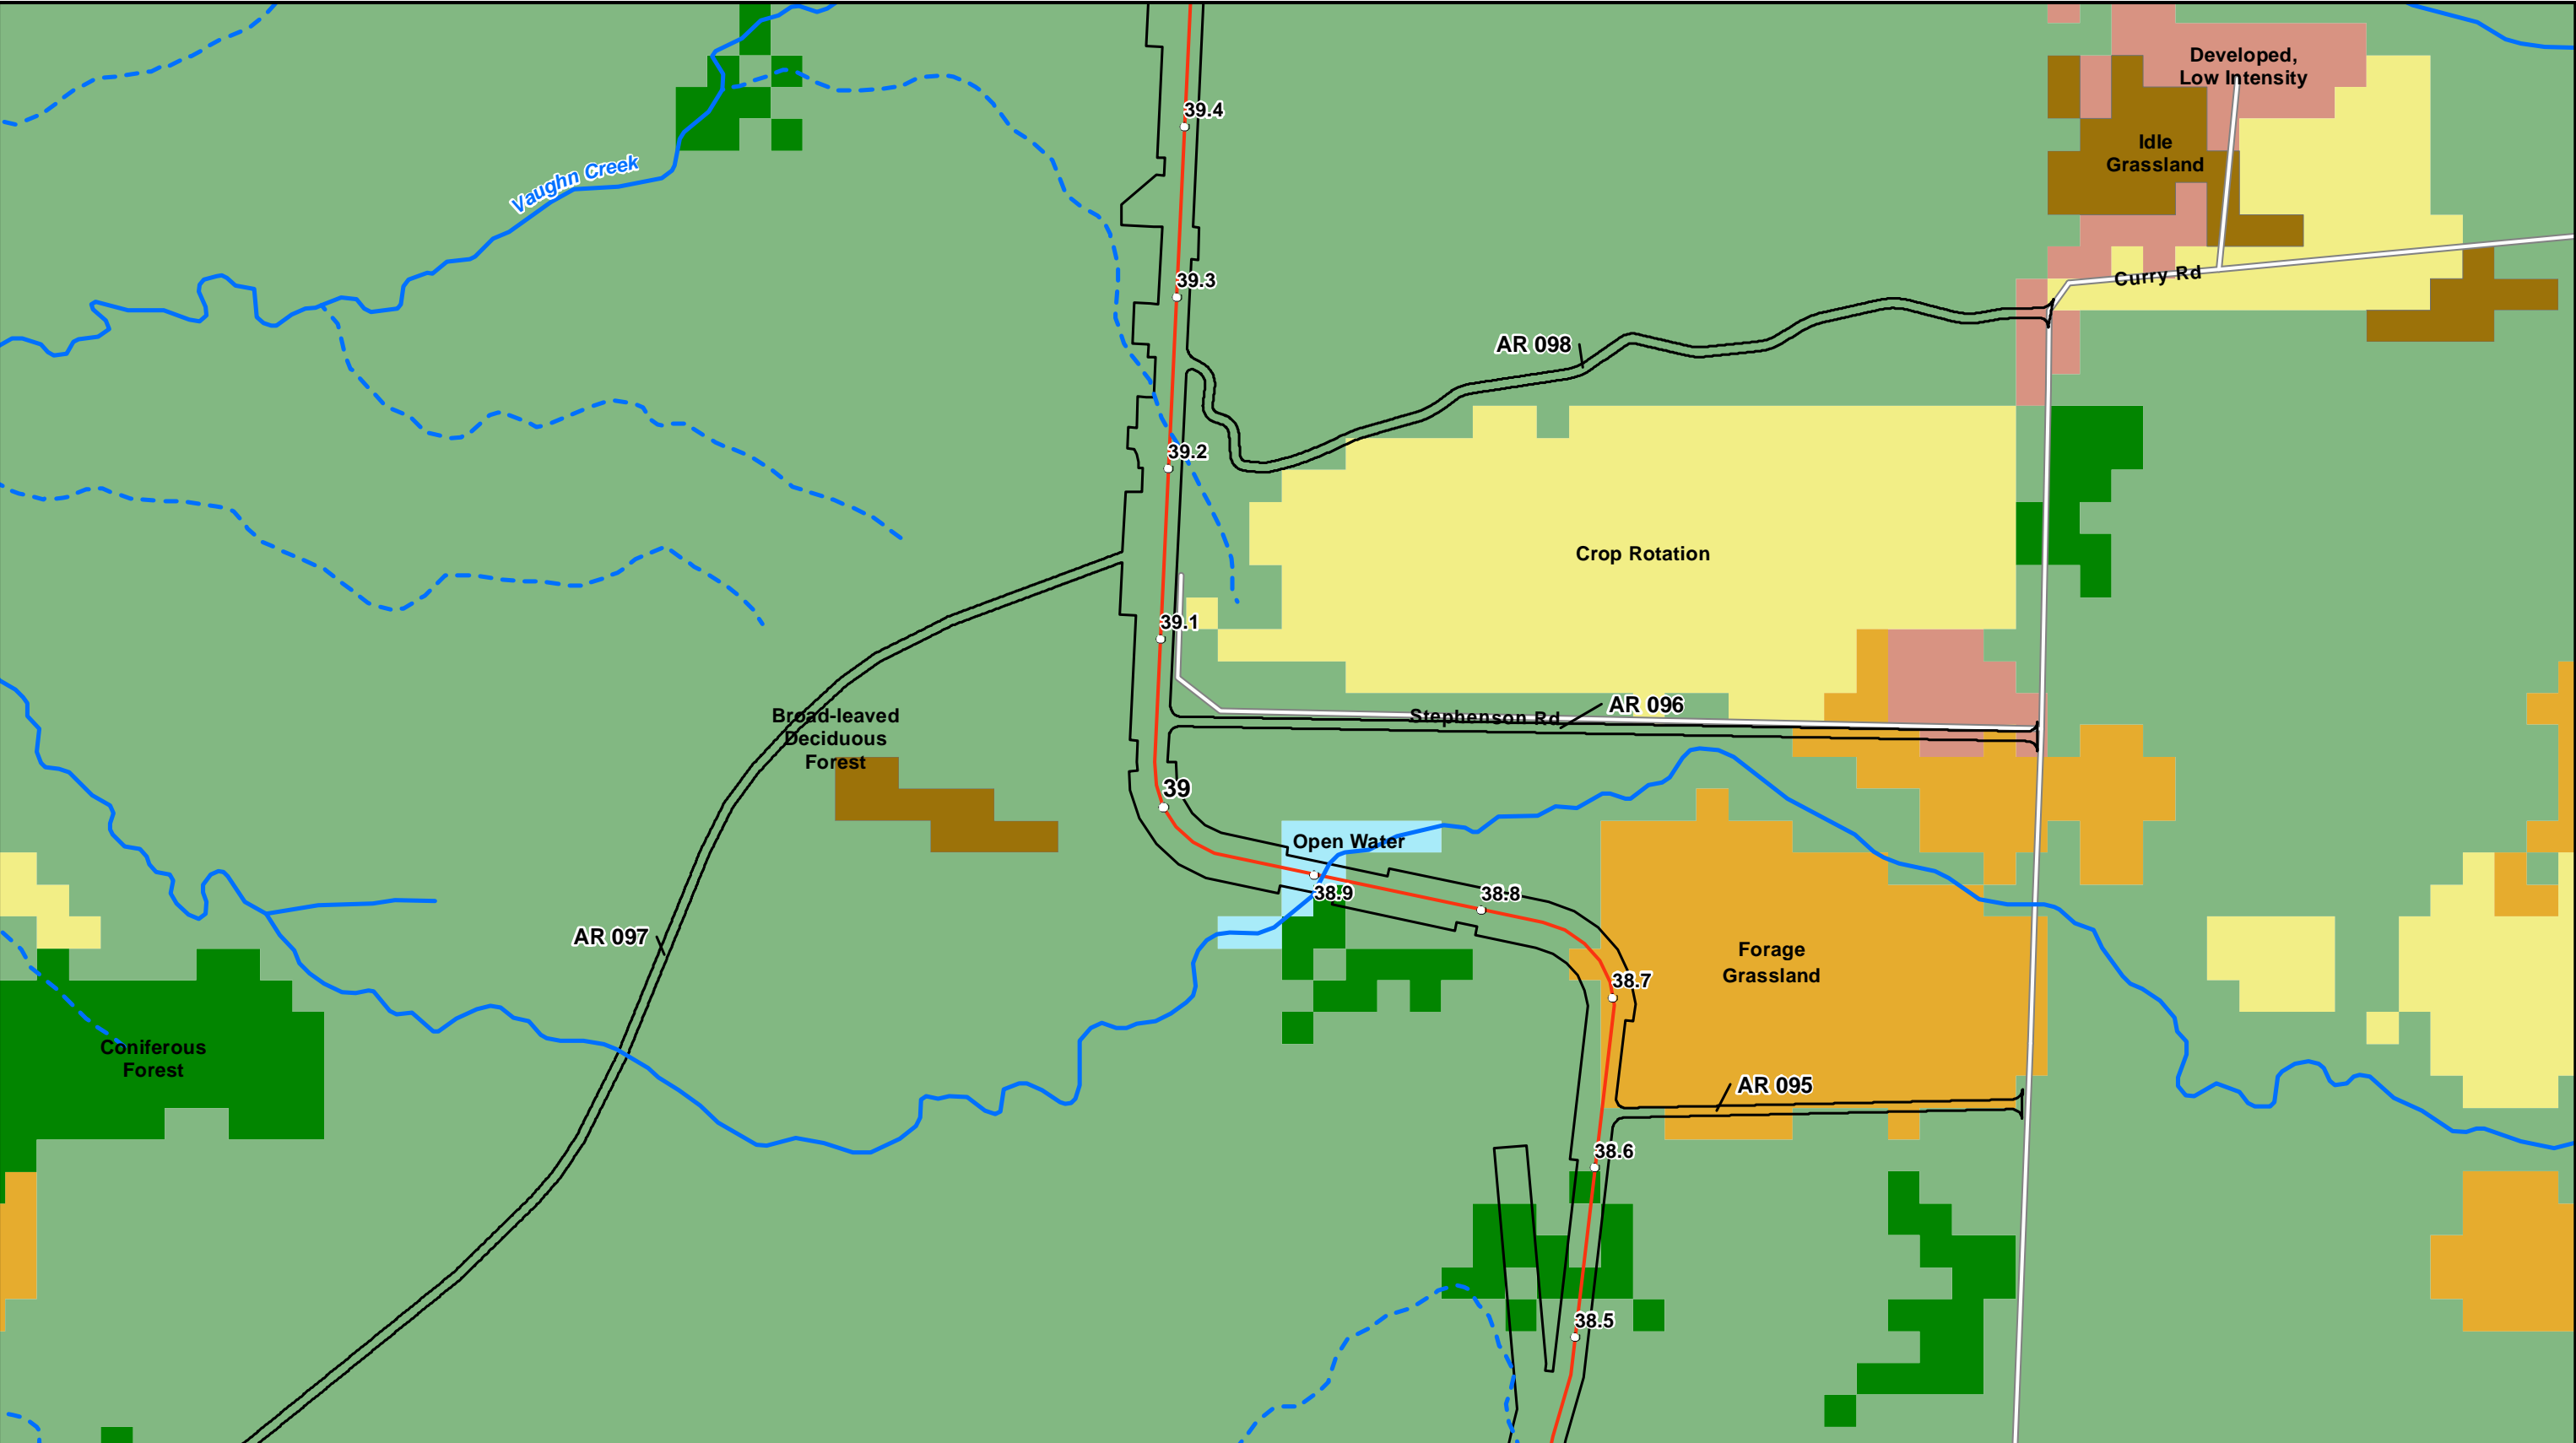 Developed,
Low Intensity
39.4
Idle
Grassland
Vaughn Creek
39.3
Curry Rd
AR 098
39.2
Crop Rotation
39.1
AR 096
Stephenson Rd
Broad-leaved
Deciduous
Forest
39
Open Water
38.9
38.8
AR 097
Forage
Grassland
38.7
Coniferous
Forest
AR 095
38.6
38.5